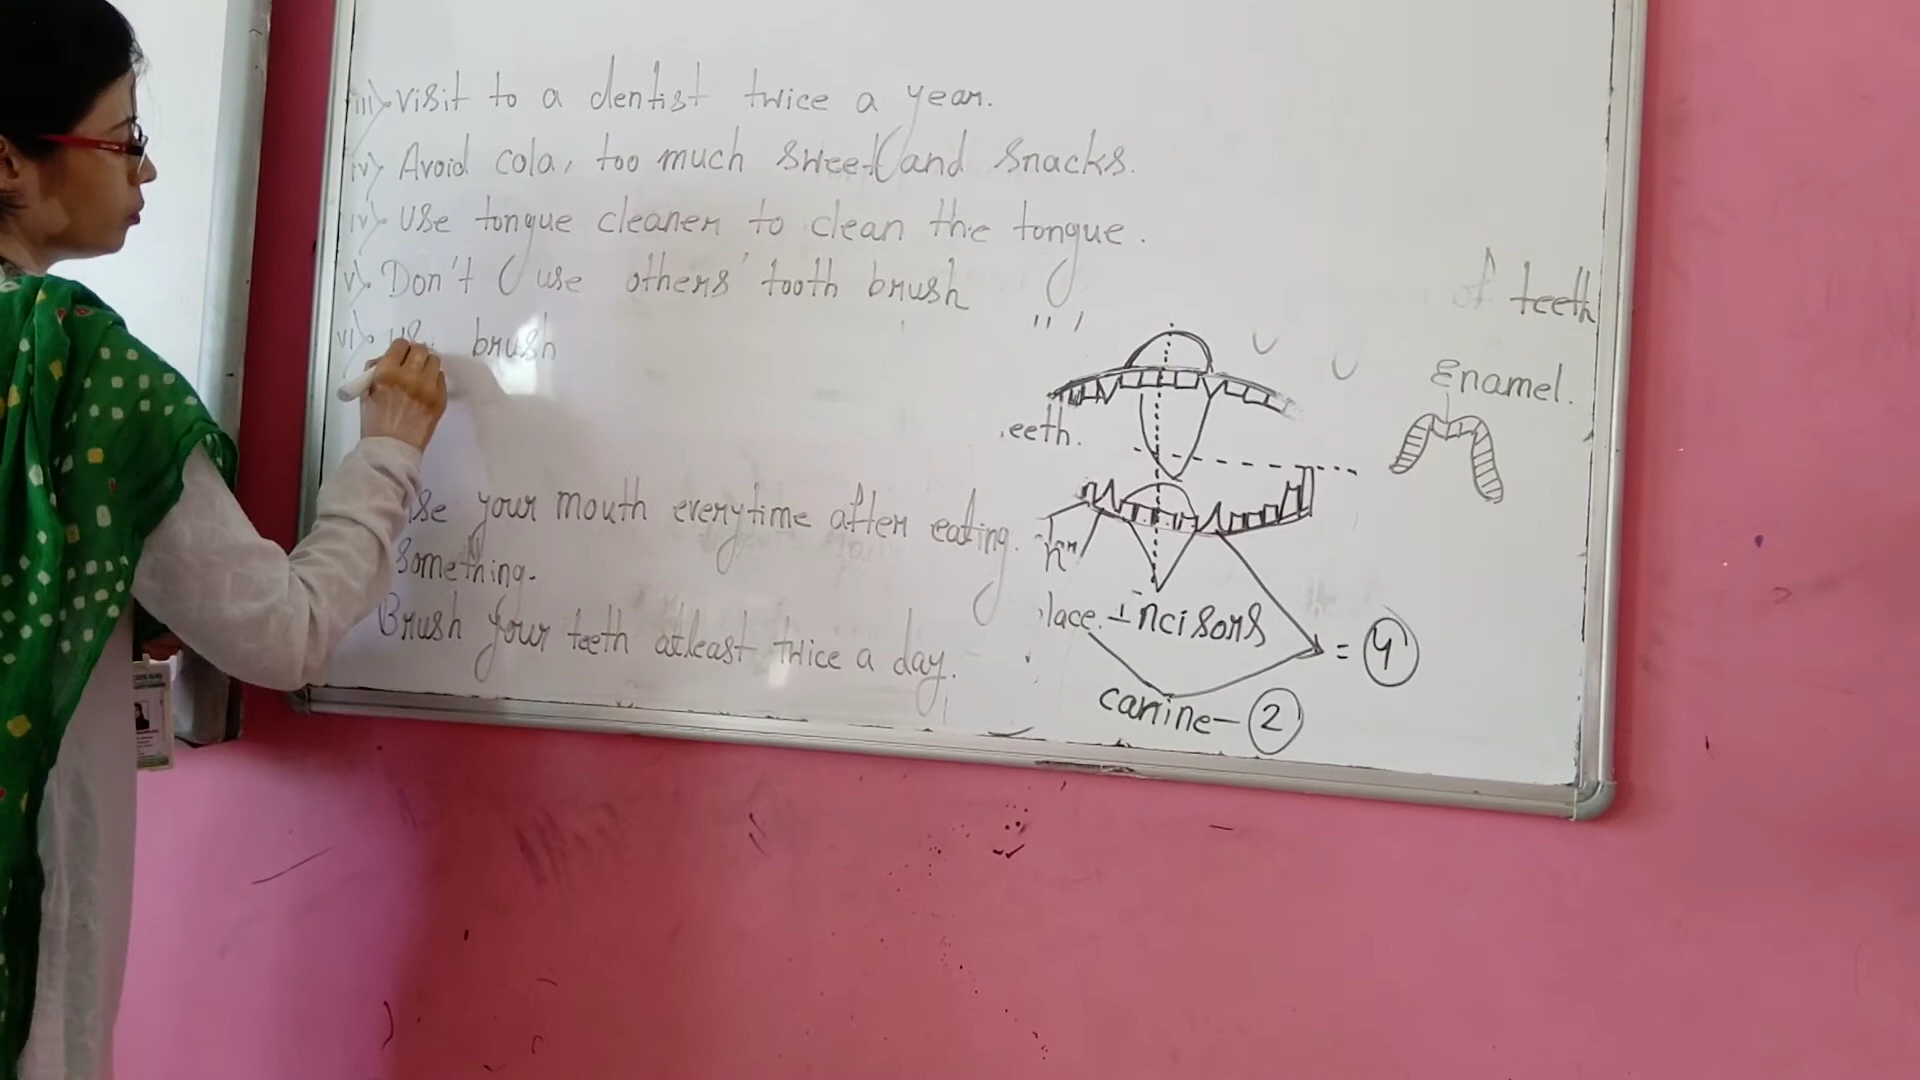 iii) visit to a dentist twice a year.
iv) Avoid cola, too much sweet and snacks.
iv) Use tongue cleaner to clean the tongue.
v) Don't use others' tooth brush
vi) brush
your mouth everytime after eating.
something.
Brush your teeth atleast twice a day.
of teeth
Enamel.
eeth.
lace.
Incisors
= 4
canine - 2